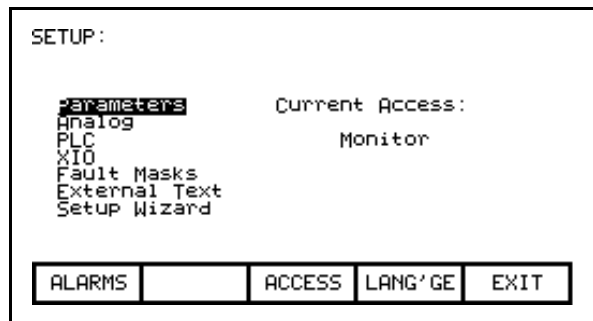 SETUP:
Parameters
Analog
PLC
XIO
Fault Masks
External Text
Setup Wizard
Current Access:
Monitor
ALARMS ACCESS LANG'GE EXIT